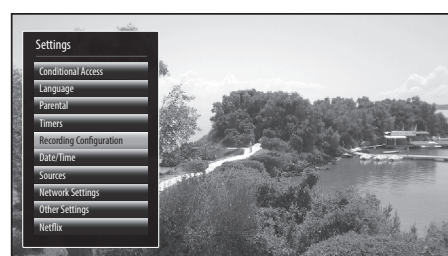 Settings
Conditional Access
Language
Parental
Timers
Recording Configuration
Date/Time
Sources
Network Settings
Other Settings
Netflix